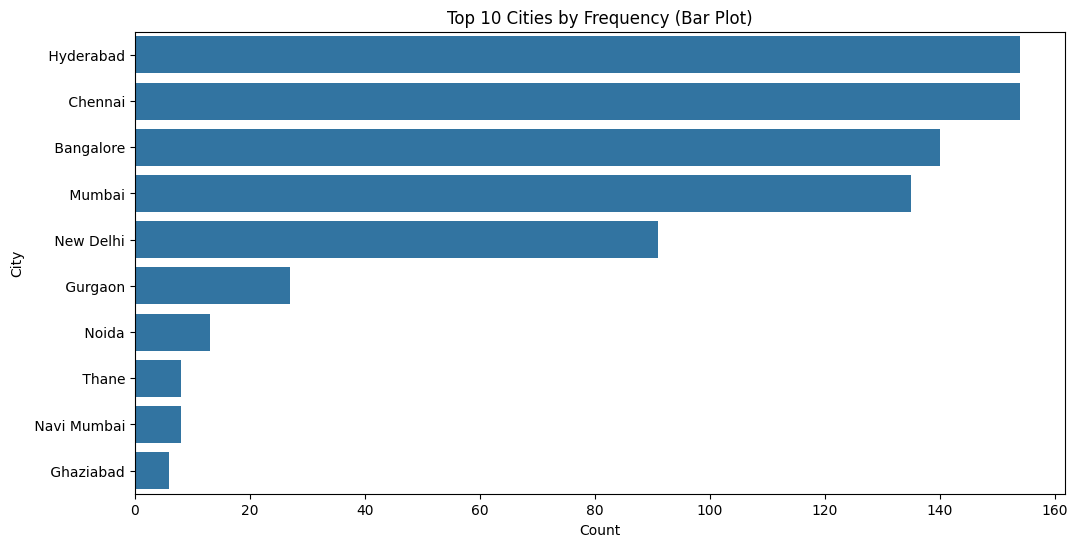 Top 10 Cities by Frequency (Bar Plot)
City
Hyderabad
Chennai
Bangalore
Mumbai
New Delhi
Gurgaon
Noida
Thane
Navi Mumbai
Ghaziabad
0 20 40 60 80 100 120 140 160
Count